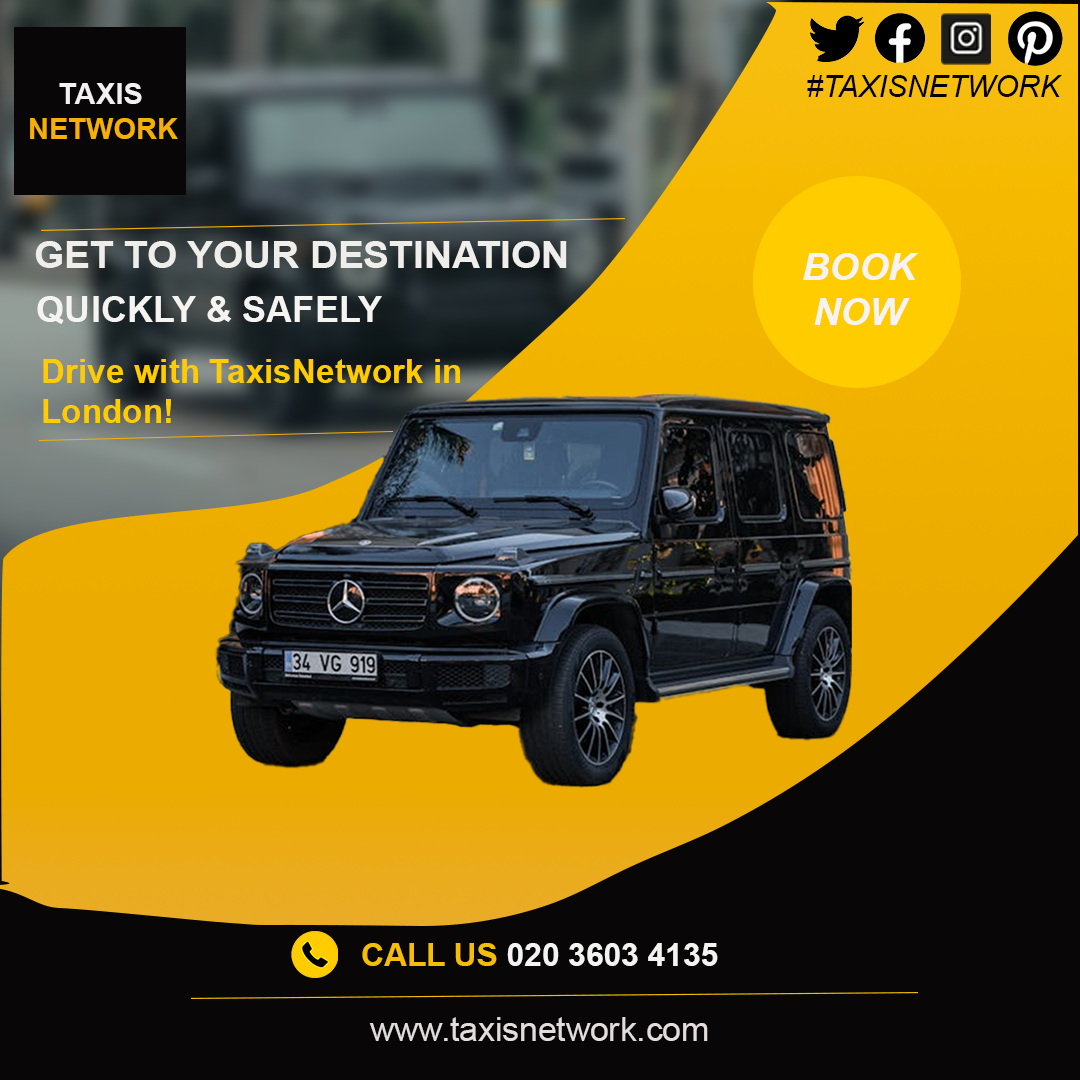 TAXIS
NETWORK
#TAXISNETWORK
GET TO YOUR DESTINATION
QUICKLY & SAFELY
Drive with TaxisNetwork in
London!
BOOK
NOW
34 VG 919
CALL US 020 3603 4135
www.taxisnetwork.com